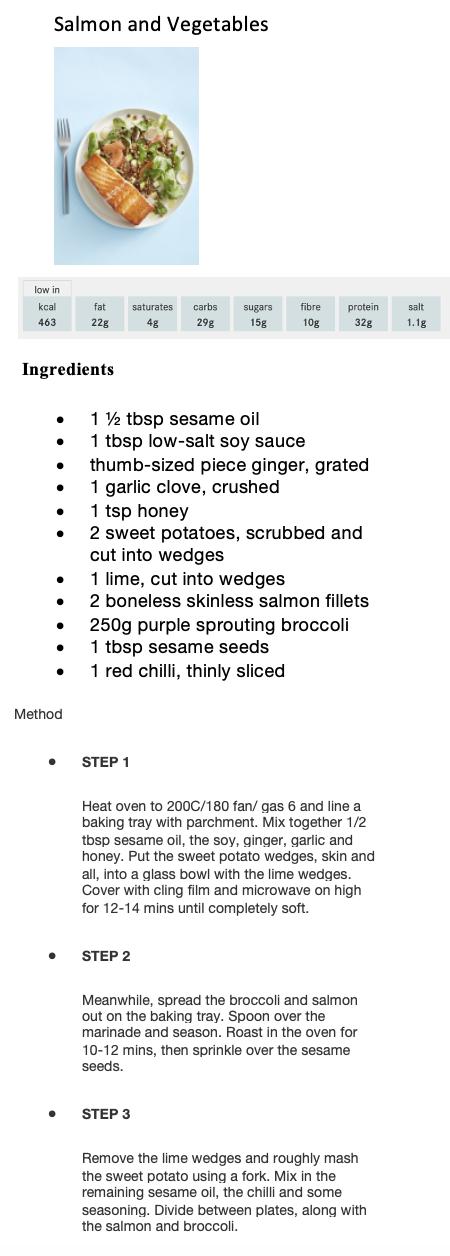 Salmon and Vegetables
low in
kcal fat saturates carbs sugars fibre protein salt
463 22g 4g 29g 15g 10g 32g 1.1g
Ingredients
• 1 ½ tbsp sesame oil
• 1 tbsp low-salt soy sauce
• thumb-sized piece ginger, grated
• 1 garlic clove, crushed
• 1 tsp honey
• 2 sweet potatoes, scrubbed and
cut into wedges
• 1 lime, cut into wedges
• 2 boneless skinless salmon fillets
• 250g purple sprouting broccoli
• 1 tbsp sesame seeds
• 1 red chilli, thinly sliced
Method
• STEP 1
Heat oven to 200C/180 fan/ gas 6 and line a
baking tray with parchment. Mix together 1/2
tbsp sesame oil, the soy, ginger, garlic and
honey. Put the sweet potato wedges, skin and
all, into a glass bowl with the lime wedges.
Cover with cling film and microwave on high
for 12-14 mins until completely soft.
• STEP 2
Meanwhile, spread the broccoli and salmon
out on the baking tray. Spoon over the
marinade and season. Roast in the oven for
10-12 mins, then sprinkle over the sesame
seeds.
• STEP 3
Remove the lime wedges and roughly mash
the sweet potato using a fork. Mix in the
remaining sesame oil, the chilli and some
seasoning. Divide between plates, along with
the salmon and broccoli.